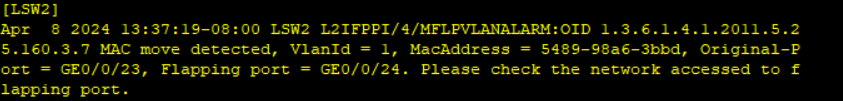 [LSW2]
Apr  8 2024 13:37:19-08:00 LSW2 L2IFPPI/4/MFLPVLANALARM:OID 1.3.6.1.4.1.2011.5.2
5.160.3.7 MAC move detected, VlanId = 1, MacAddress = 5489-98a6-3bbd, Original-P
ort = GE0/0/23, Flapping port = GE0/0/24. Please check the network accessed to f
lapping port.